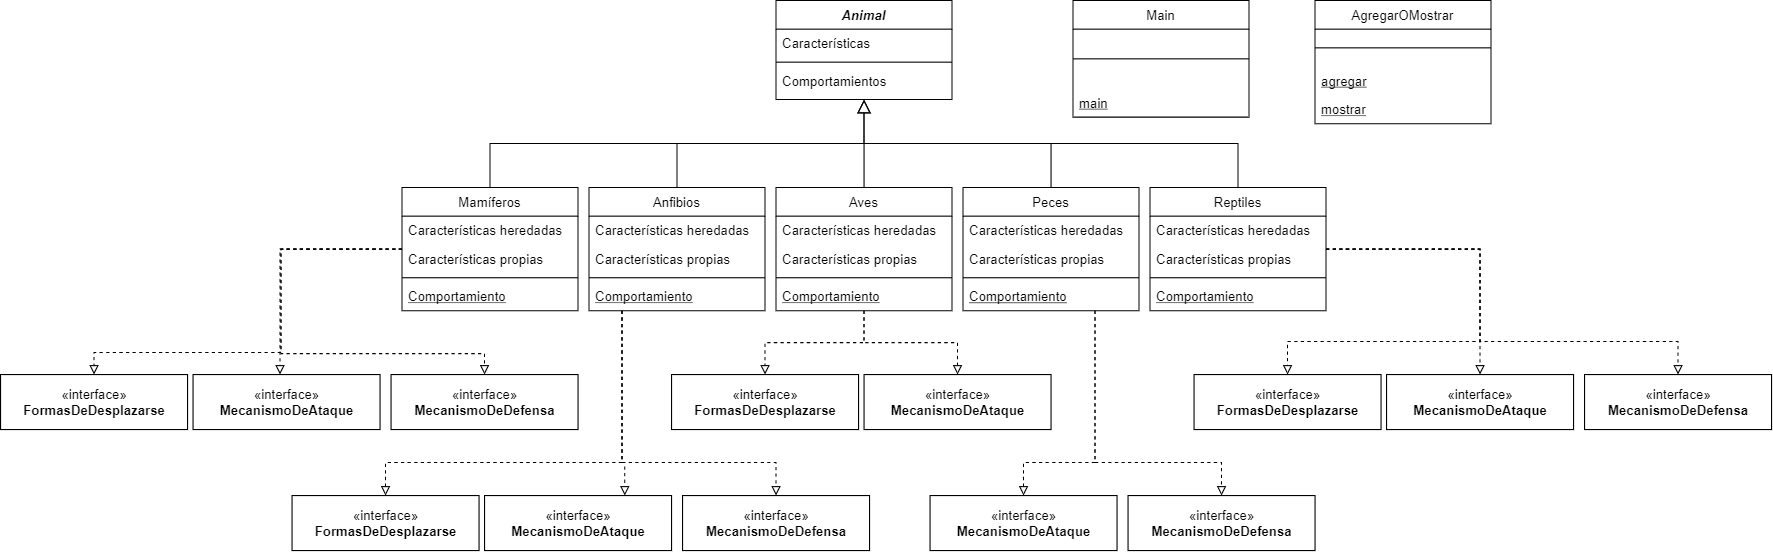 Animal
Características
Comportamientos
Main
main
AgregarOMostrar
agregar
mostrar
Mamíferos
Características heredadas
Características propias
Comportamiento
Anfibios
Características heredadas
Características propias
Comportamiento
Aves
Características heredadas
Características propias
Comportamiento
Peces
Características heredadas
Características propias
Comportamiento
Reptiles
Características heredadas
Características propias
Comportamiento
«interface»
FormasDeDesplazarse
«interface»
MecanismoDeAtaque
«interface»
MecanismoDeDefensa
«interface»
FormasDeDesplazarse
«interface»
MecanismoDeAtaque
«interface»
FormasDeDesplazarse
«interface»
MecanismoDeAtaque
«interface»
MecanismoDeDefensa
«interface»
FormasDeDesplazarse
«interface»
MecanismoDeAtaque
«interface»
MecanismoDeDefensa
«interface»
MecanismoDeAtaque
«interface»
MecanismoDeDefensa